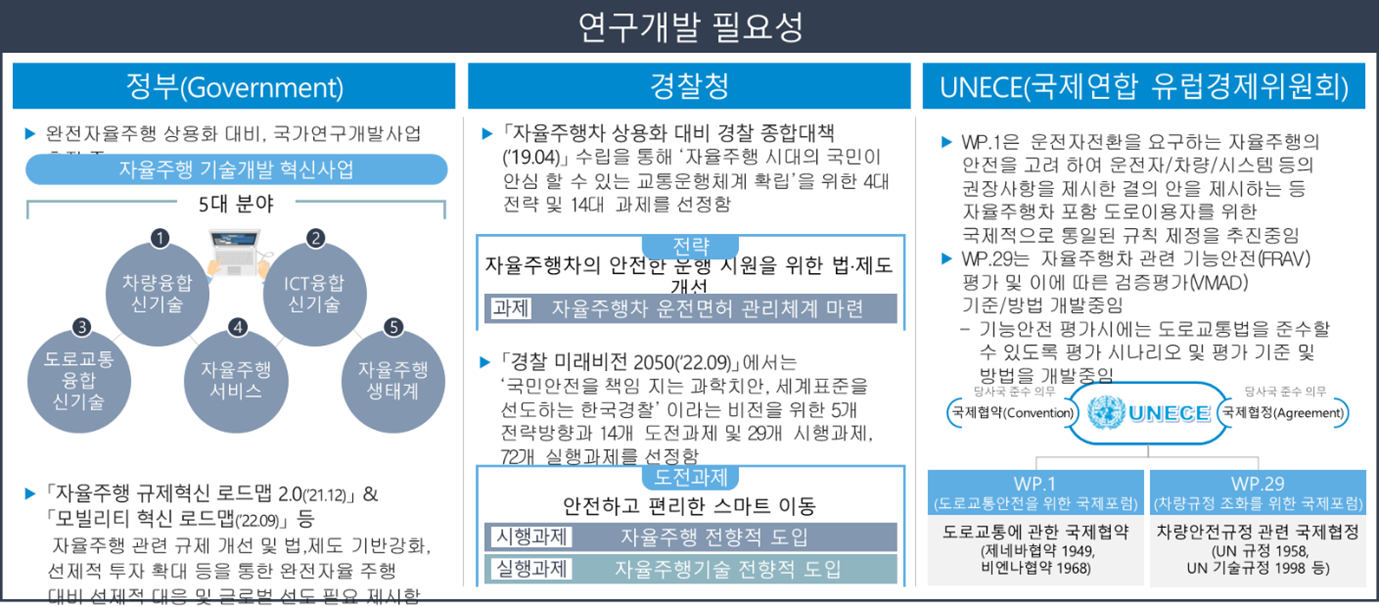 연구개발 필요성
정부(Government)
▶ 완전자율주행 상용화 대비, 국가연구개발사업
자율주행 기술개발 혁신사업
5대 분야
1
차량융합
신기술
2
ICT융합
신기술
3
도로교통
융합
신기술
4
자율주행
서비스
5
자율주행
생태계
▶ 「자율주행 규제혁신 로드맵 2.0('21.12)」 &
「모빌리티 혁신 로드맵('22.09)」 등
자율주행 관련 규제 개선 및 법,제도 기반강화,
선제적 투자 확대 등을 통한 완전자율 주행
대비 선제적 대응 및 글로벌 선도 필요 제시함
경찰청
▶ 「자율주행차 상용화 대비 경찰 종합대책
('19.04)」 수립을 통해 '자율주행 시대의 국민이
안심 할 수 있는 교통운행체계 확립'을 위한 4대
전략 및 14대 과제를 선정함
전략
자율주행차의 안전한 운행 지원을 위한 법·제도
개선
과제 자율주행차 운전면허 관리체계 마련
▶ 「경찰 미래비전 2050('22.09)」에서는
'국민안전을 책임 지는 과학치안, 세계표준을
선도하는 한국경찰' 이라는 비전을 위한 5개
전략방향과 14개 도전과제 및 29개 시행과제,
72개 실행과제를 선정함
도전과제
안전하고 편리한 스마트 이동
시행과제 자율주행 전향적 도입
실행과제 자율주행기술 전향적 도입
UNECE(국제연합 유럽경제위원회)
▶ WP.1은 운전자전환을 요구하는 자율주행의
안전을 고려 하여 운전자/차량/시스템 등의
권장사항을 제시한 결의 안을 제시하는 등
자율주행차 포함 도로이용자를 위한
국제적으로 통일된 규칙 제정을 추진중임
▶ WP.29는 자율주행차 관련 기능안전(FRAV)
평가 및 이에 따른 검증평가(VMAD)
기준/방법 개발중임
– 기능안전 평가시에는 도로교통법을 준수할
수 있도록 평가 시나리오 및 평가 기준 및
방법을 개발중임
당사국 준수 의무
국제협약(Convention)
UNECE
당사국 준수 의무
국제협정(Agreement)
WP.1
(도로교통안전을 위한 국제포럼)
도로교통에 관한 국제협약
(제네바협약 1949,
비엔나협약 1968)
WP.29
(차량규정 조화를 위한 국제포럼)
차량안전규정 관련 국제협정
(UN 규정 1958,
UN 기술규정 1998 등)